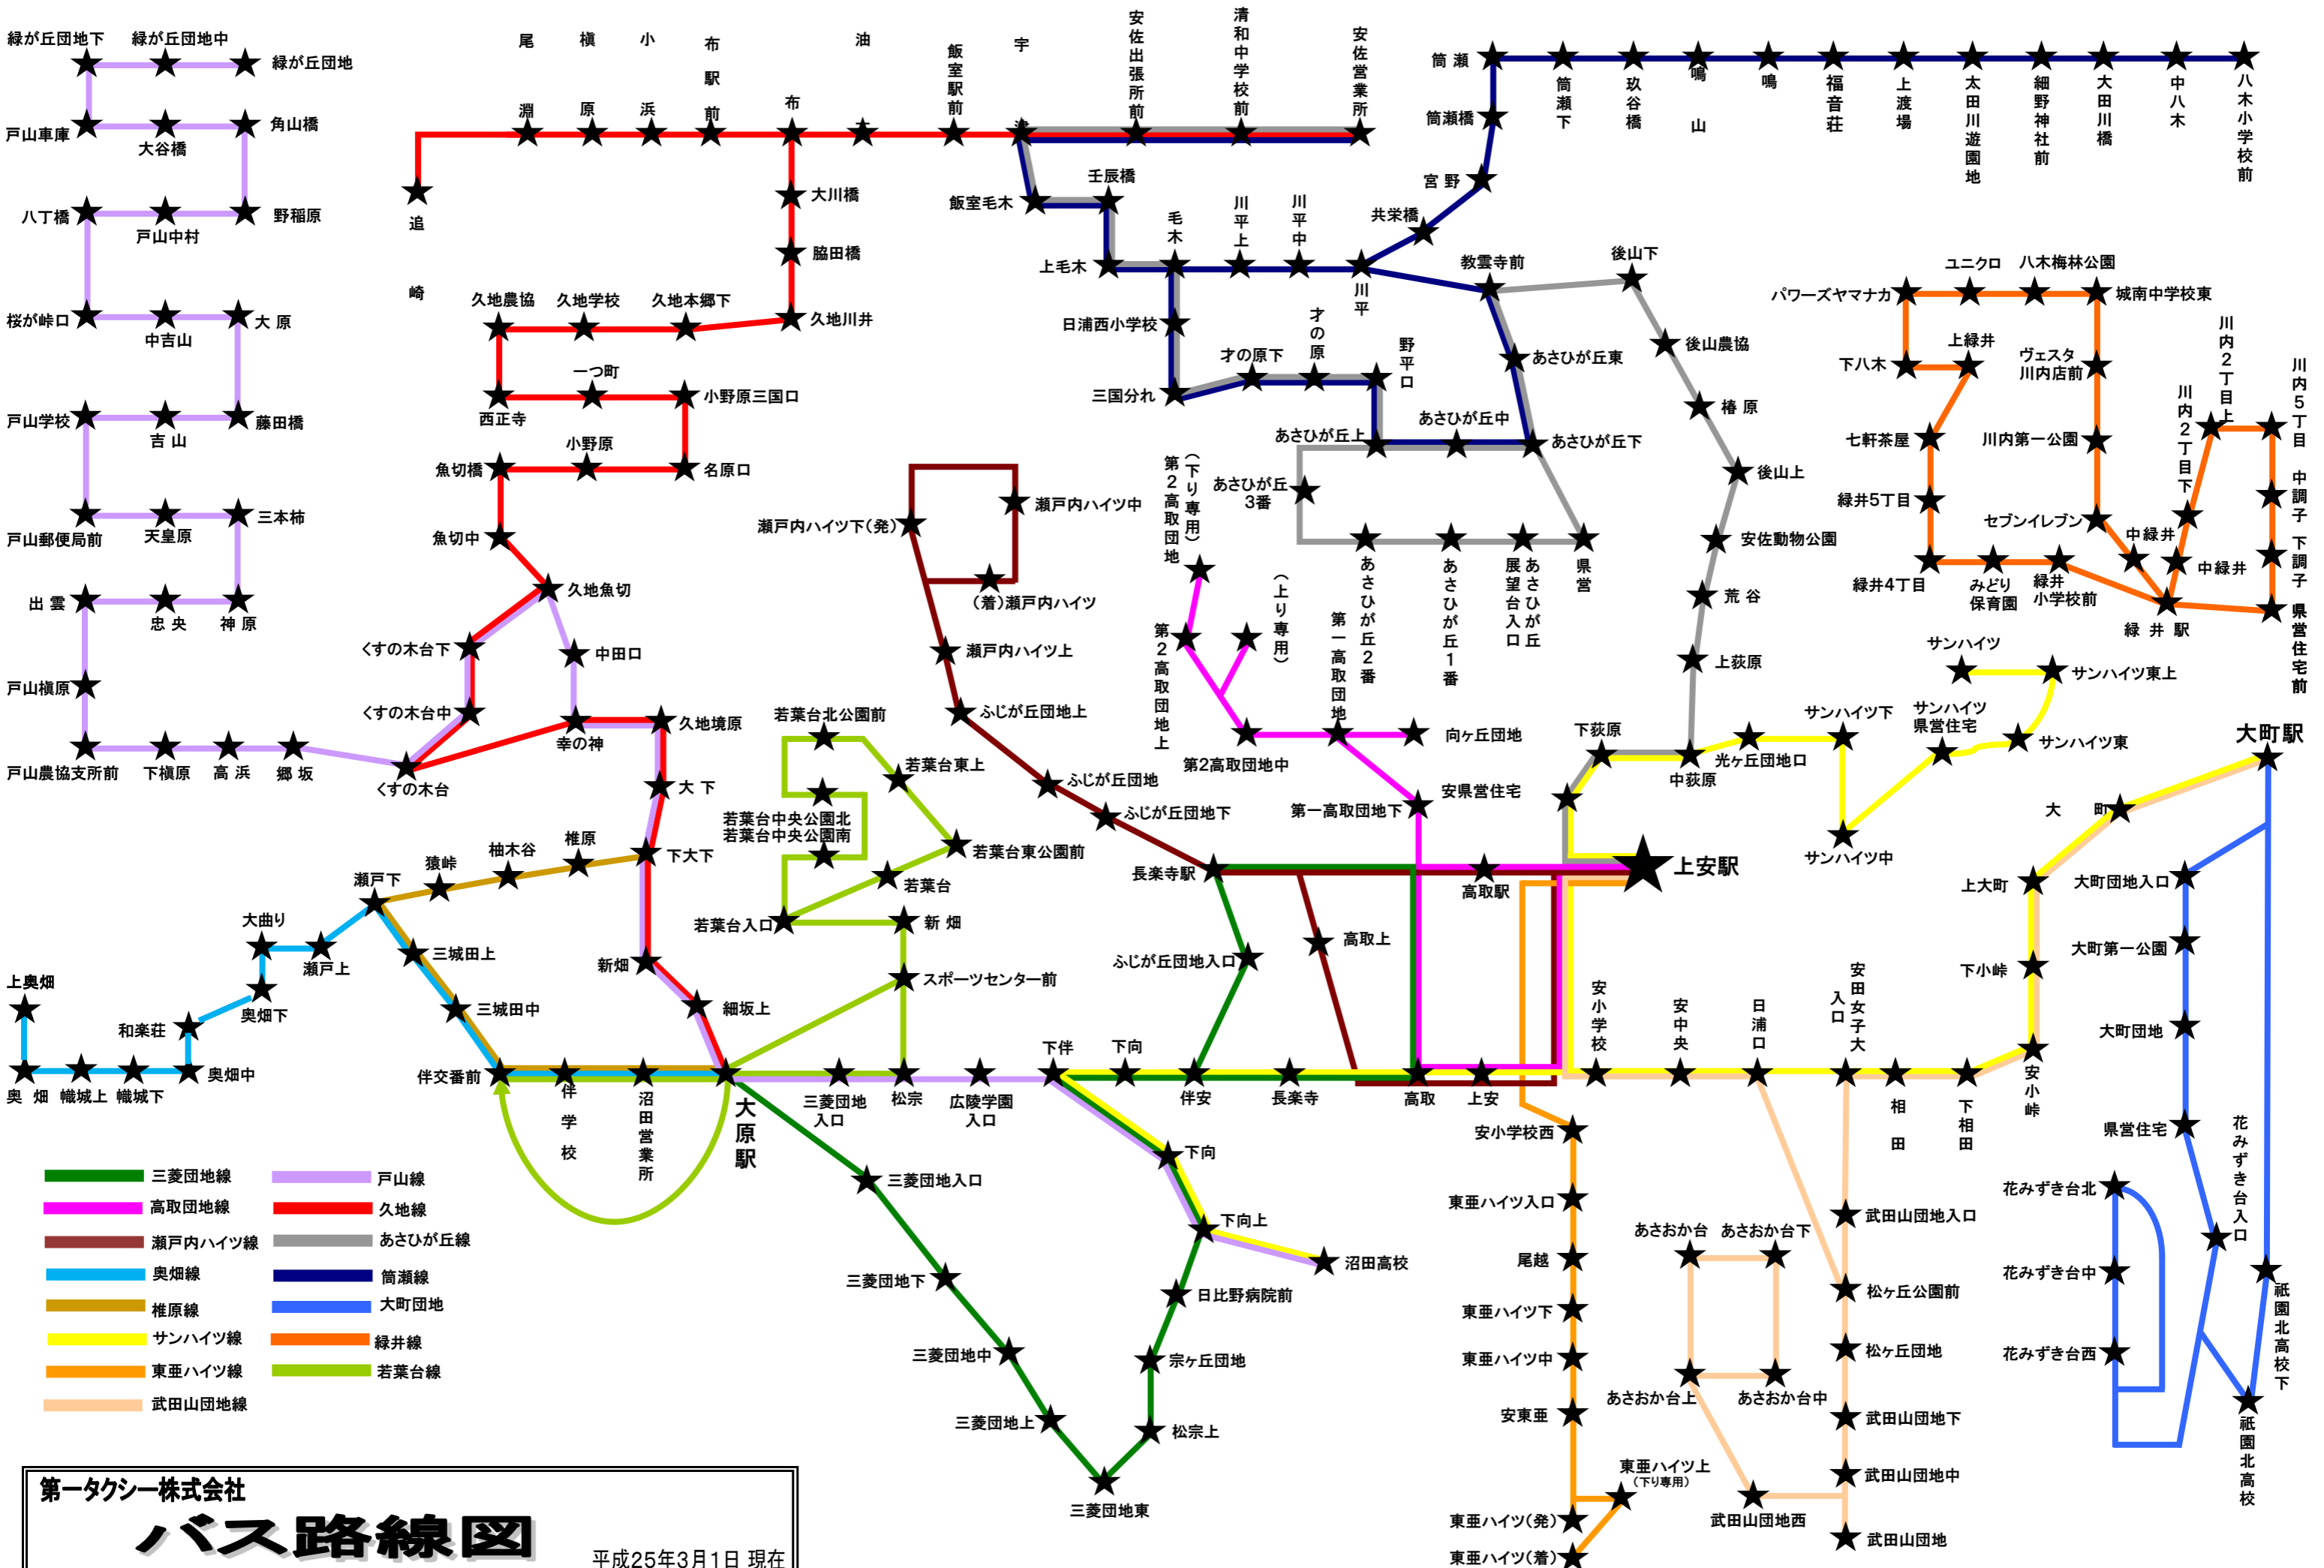 緑が丘団地下
緑が丘団地中
緑が丘団地
戸山車庫
大谷橋
角山橋
八丁橋
戸山中村
野稲原
桜が峠口
中吉山
大原
戸山学校
吉山
藤田橋
戸山郵便局前
天皇原
三本柿
出雲
忠央
神原
戸山槇原
戸山農協支所前
下槇原
高浜
郷坂
くすの木台
尾淵
槇原
小浜
布駅前
布
油
飯室駅前
宇津
安佐出張所前
清和中学校前
安佐営業所
追崎
大川橋
脇田橋
久地川井
久地本郷下
久地学校
久地農協
西正寺
一つ町
小野原三国口
名原口
小野原
魚切橋
魚切中
久地魚切
くすの木台下
くすの木台中
中田口
幸の神
久地境原
大下
下大下
新畑
細坂上
飯室毛木
壬辰橋
上毛木
毛木
川平上
川平中
川平
日浦西小学校
三国分れ
才の原下
才の原
野平口
共栄橋
宮野
筒瀬橋
筒瀬
筒瀬下
玖谷橋
鳴山
鳴
福音荘
上渡場
太田川遊園地
細野神社前
大田川橋
中八木
八木小学校前
教雲寺前
あさひが丘東
あさひが丘上
あさひが丘中
あさひが丘下
あさひが丘
3番
あさひが丘2番
あさひが丘1番
あさひが丘
展望台入口
県営
後山下
後山農協
椿原
後山上
安佐動物公園
荒谷
上荻原
中荻原
下荻原
安県営住宅
パワーズヤマナカ
ユニクロ
八木梅林公園
城南中学校東
下八木
上緑井
ヴェスタ
川内店前
七軒茶屋
川内第一公園
緑井5丁目
セブンイレブン
中緑井
中緑井
緑井4丁目
みどり
保育園
緑井
小学校前
緑井駅
川内2丁目下
川内2丁目上
川内5丁目
中調子
下調子
県営住宅前
瀬戸内ハイツ下(発)
瀬戸内ハイツ中
(着)瀬戸内ハイツ
瀬戸内ハイツ上
ふじが丘団地上
ふじが丘団地
ふじが丘団地下
長楽寺駅
高取上
第2高取団地
(下り専用)
第2高取団地上
(上り専用)
第2高取団地中
第一高取団地
向ヶ丘団地
第一高取団地下
高取駅
上安駅
光ヶ丘団地口
サンハイツ下
サンハイツ中
サンハイツ
県営住宅
サンハイツ東
サンハイツ東上
サンハイツ
大町駅
大町
上大町
下小峠
安小峠
下相田
相田
安田女子大
入口
日浦口
安中央
安小学校
大町団地入口
大町第一公園
大町団地
県営住宅
花みずき台入口
花みずき台北
花みずき台中
花みずき台西
祇園北高校下
祇園北高校
若葉台北公園前
若葉台東上
若葉台中央公園北
若葉台中央公園南
若葉台東公園前
若葉台
若葉台入口
新畑
スポーツセンター前
椎原
柚木谷
猿峠
瀬戸下
大曲り
瀬戸上
奥畑下
和楽荘
上奥畑
奥畑
幟城上
幟城下
奥畑中
三城田上
三城田中
伴交番前
伴学校
沼田営業所
大原駅
三菱団地
入口
松宗
広陵学園
入口
下伴
下向
伴安
長楽寺
高取
上安
ふじが丘団地入口
下向
下向上
沼田高校
日比野病院前
宗ヶ丘団地
松宗上
三菱団地東
三菱団地上
三菱団地中
三菱団地下
三菱団地入口
安小学校西
東亜ハイツ入口
尾越
東亜ハイツ下
東亜ハイツ中
安東亜
東亜ハイツ上
(下り専用)
東亜ハイツ(発)
東亜ハイツ(着)
あさおか台
あさおか台下
あさおか台上
あさおか台中
武田山団地西
武田山団地入口
松ヶ丘公園前
松ヶ丘団地
武田山団地下
武田山団地中
武田山団地
三菱団地線
高取団地線
瀬戸内ハイツ線
奥畑線
椎原線
サンハイツ線
東亜ハイツ線
武田山団地線
戸山線
久地線
あさひが丘線
筒瀬線
大町団地
緑井線
若葉台線
第一タクシー株式会社
バス路線図
平成25年3月1日 現在